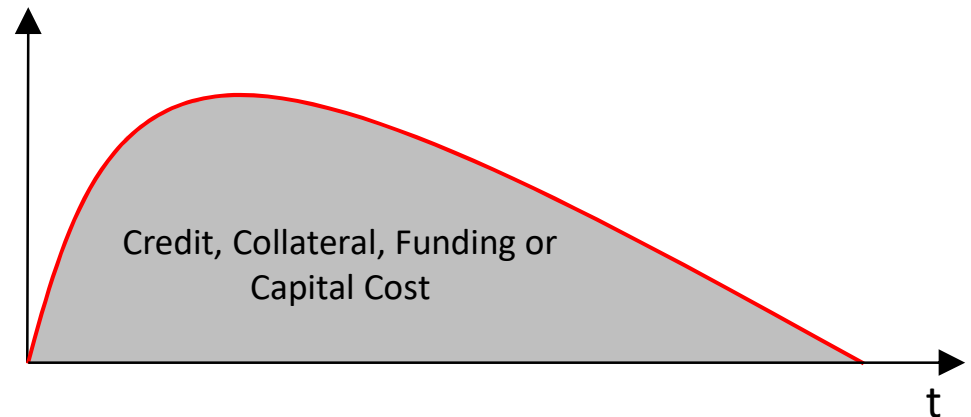 Credit, Collateral, Funding or
Capital Cost
t